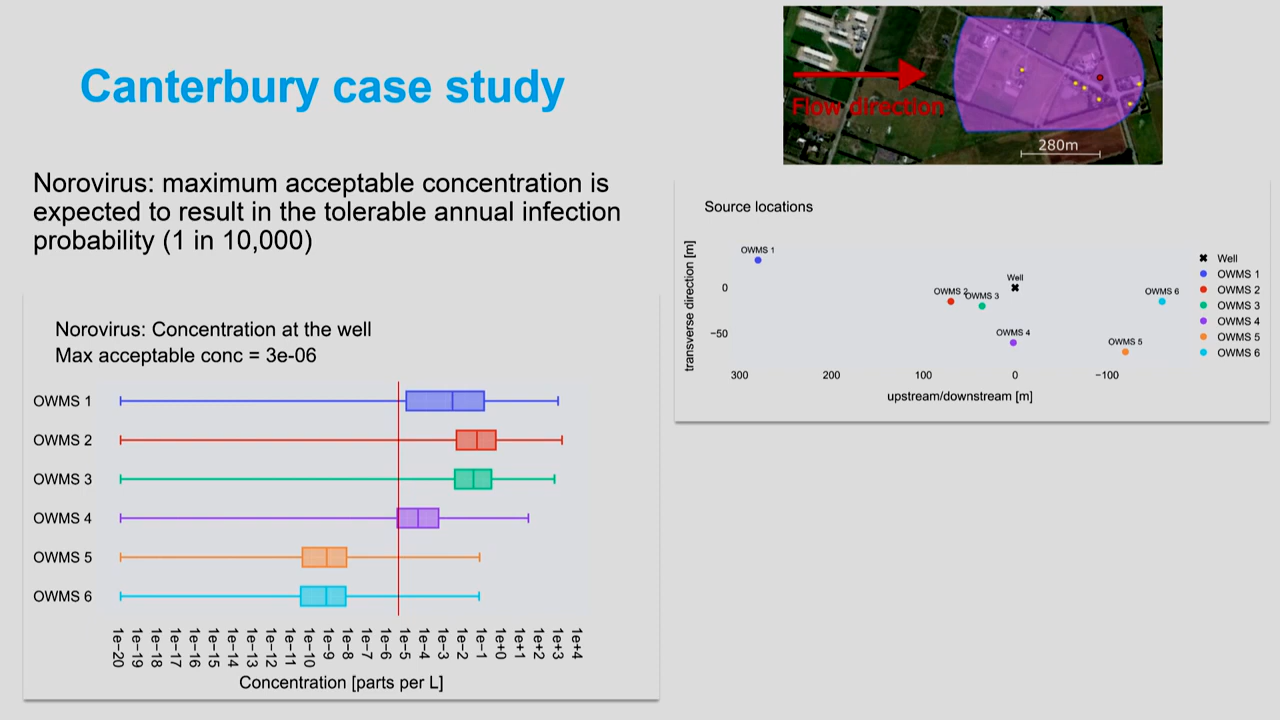 Canterbury case study
Flow direction
280m
Norovirus: maximum acceptable concentration is
expected to result in the tolerable annual infection
probability (1 in 10,000)
Source locations
transverse direction [m]
0
−50
OWMS 1
OWMS 2
OWMS 3
Well
OWMS 4
OWMS 5
OWMS 6
300
200
100
0
−100
upstream/downstream [m]
Well
OWMS 1
OWMS 2
OWMS 3
OWMS 4
OWMS 5
OWMS 6
Norovirus: Concentration at the well
Max acceptable conc = 3e-06
OWMS 1
OWMS 2
OWMS 3
OWMS 4
OWMS 5
OWMS 6
1e−20
1e−19
1e−18
1e−17
1e−16
1e−15
1e−14
1e−13
1e−12
1e−11
1e−10
1e−9
1e−8
1e−7
1e−6
1e−5
1e−4
1e−3
1e−2
1e−1
1e+0
1e+1
1e+2
1e+3
1e+4
Concentration [parts per L]